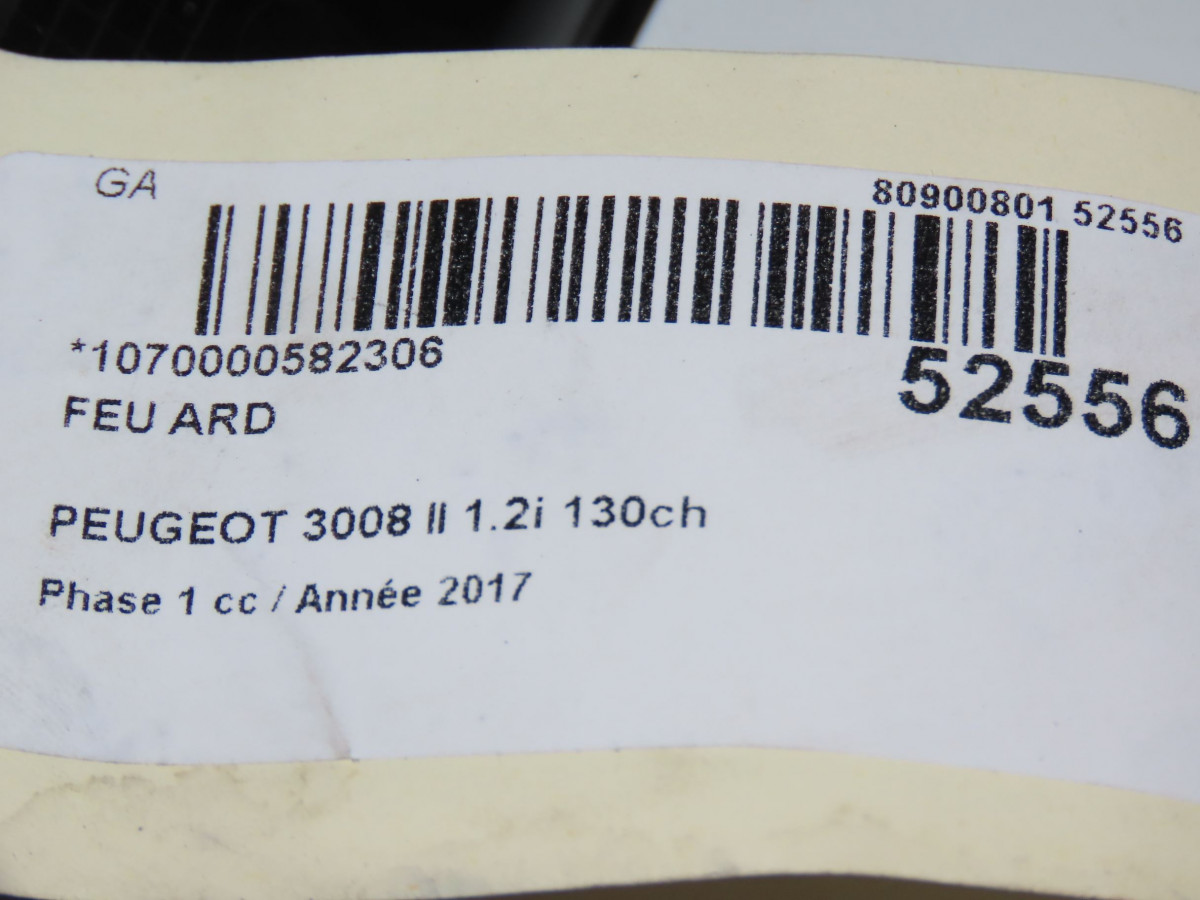 GA
80900801 52556
*1070000582306
52556
FEU ARD
PEUGEOT 3008 II 1.2i 130ch
Phase 1 cc / Année 2017